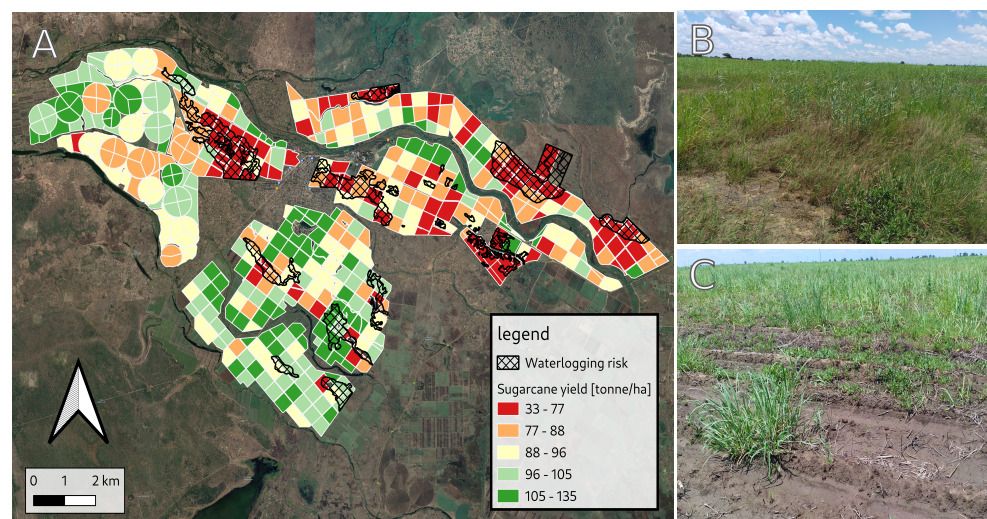 A
B
C
legend
Waterlogging risk
Sugarcane yield [tonne/ha]
33 - 77
77 - 88
88 - 96
96 - 105
105 - 135
0 1 2 km